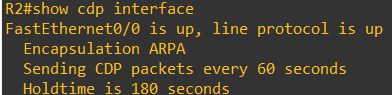 R2#show cdp interface
FastEthernet0/0 is up, line protocol is up
  Encapsulation ARPA
  Sending CDP packets every 60 seconds
  Holdtime is 180 seconds